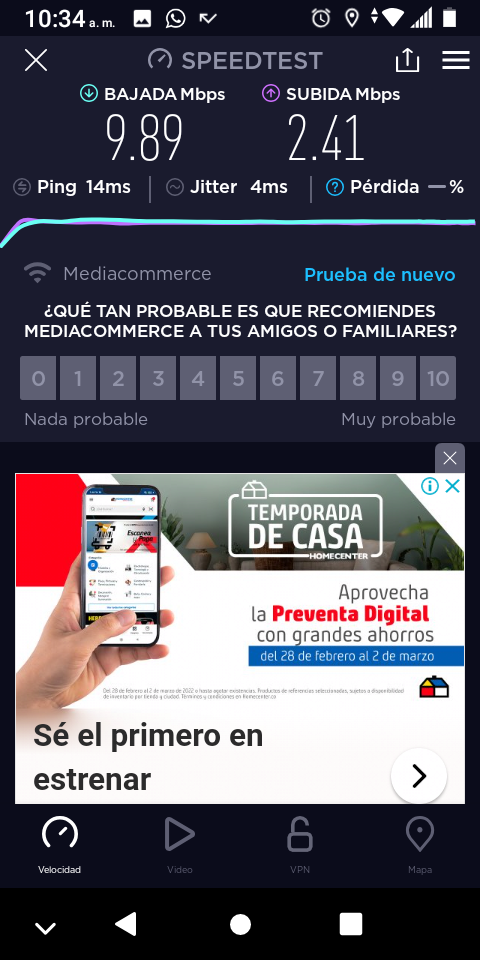 10:34 a. m.
SPEEDTEST
BAJADA Mbps
SUBIDA Mbps
9.89
2.41
Ping 14ms
Jitter 4ms
Pérdida —%
Mediacommerce
Prueba de nuevo
¿QUÉ TAN PROBABLE ES QUE RECOMIENDES
MEDIACOMMERCE A TUS AMIGOS O FAMILIARES?
0 1 2 3 4 5 6 7 8 9 10
Nada probable
Muy probable
TEMPORADA
DE CASA
HOMECENTER
Aprovecha
la Preventa Digital
con grandes ahorros
del 28 de febrero al 2 de marzo
Del 28 de febrero al 2 de marzo de 2022 o hasta agotar existencias. Productos de referencias seleccionadas, sujetos a disponibilidad
de inventario por tienda y ciudad. Términos y condiciones en Homecenter.co
Sé el primero en
estrenar
Velocidad
Video
VPN
Mapa